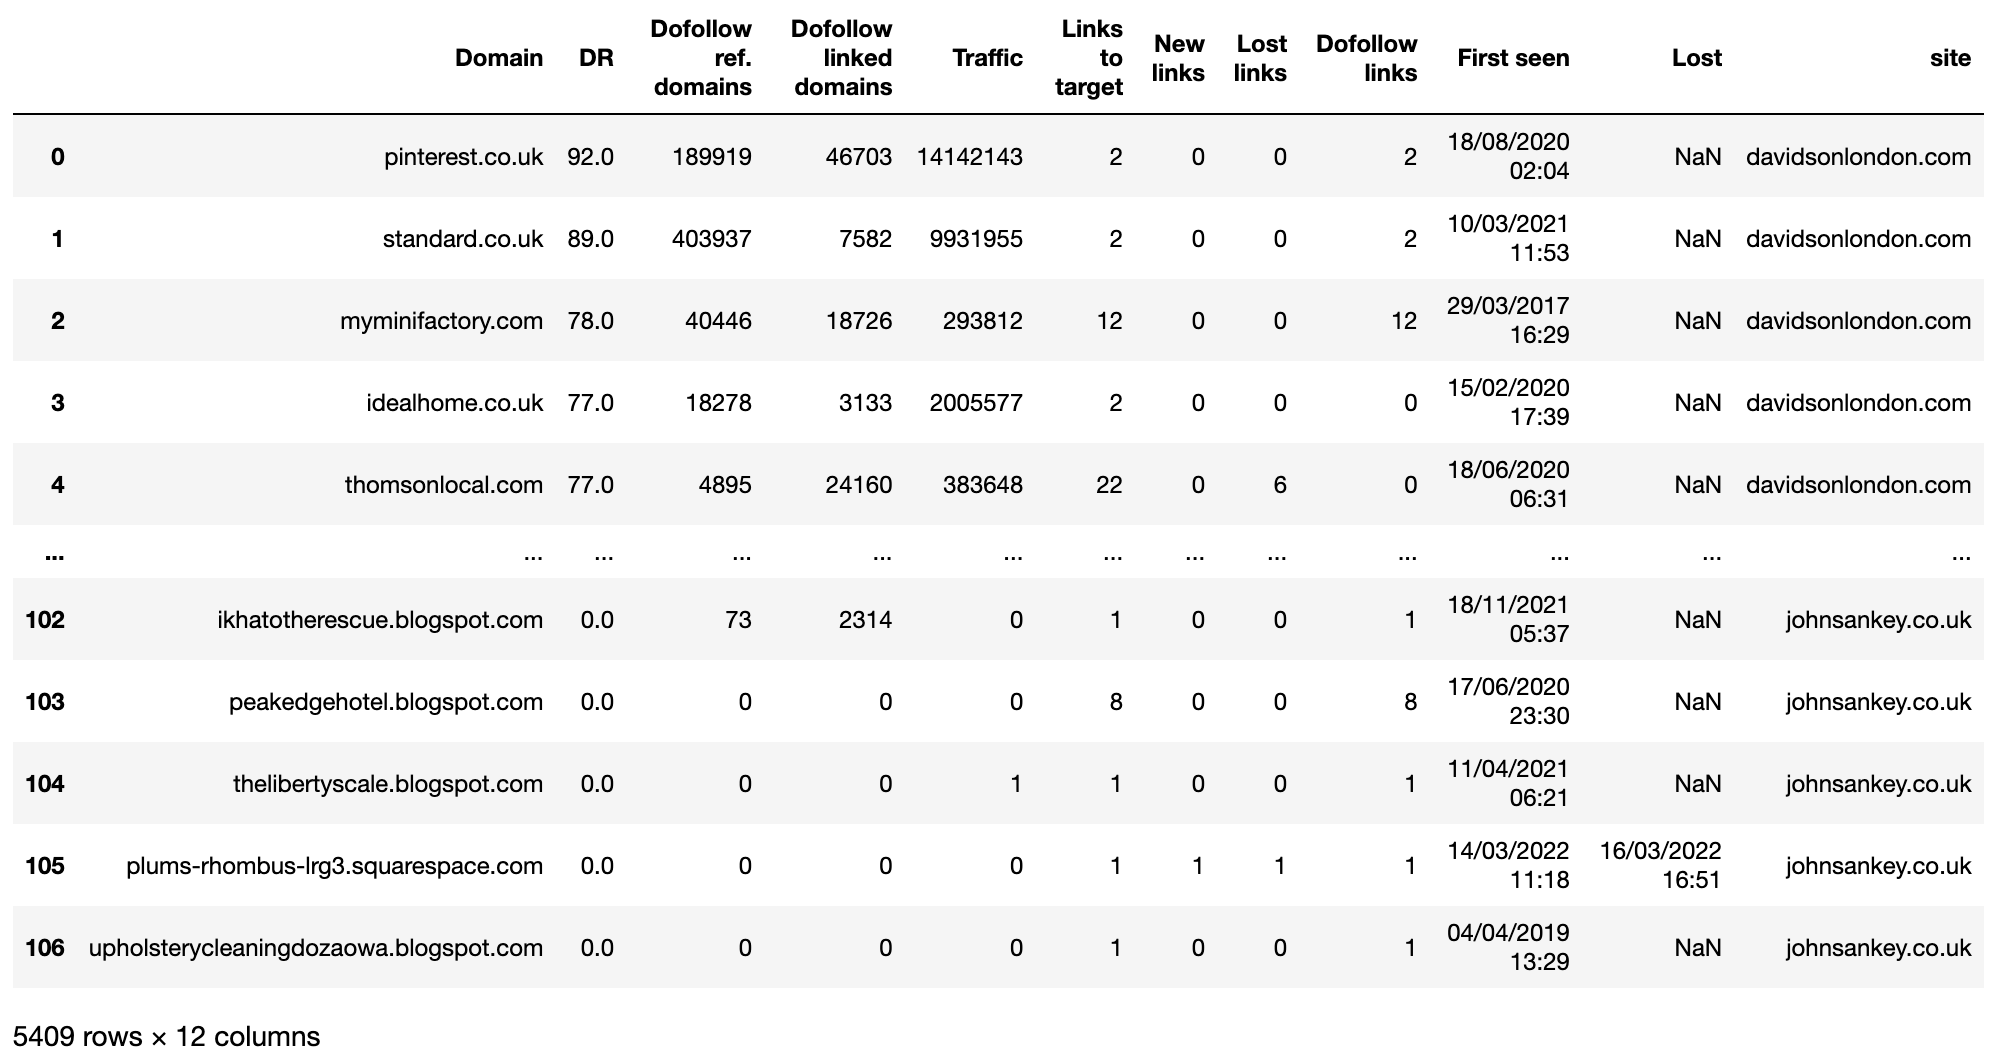 Domain DR Dofollow ref. domains Dofollow linked domains Traffic Links to target New links Lost links Dofollow links First seen Lost site
0 pinterest.co.uk 92.0 189919 46703 14142143 2 0 0 2 18/08/2020 02:04 NaN davidsonlondon.com
1 standard.co.uk 89.0 403937 7582 9931955 2 0 0 2 10/03/2021 11:53 NaN davidsonlondon.com
2 myminifactory.com 78.0 40446 18726 293812 12 0 0 12 29/03/2017 16:29 NaN davidsonlondon.com
3 idealhome.co.uk 77.0 18278 3133 2005577 2 0 0 0 15/02/2020 17:39 NaN davidsonlondon.com
4 thomsonlocal.com 77.0 4895 24160 383648 22 0 6 0 18/06/2020 06:31 NaN davidsonlondon.com
... ... ... ... ... ... ... ... ... ... ... ... ...
102 ikhatotherescue.blogspot.com 0.0 73 2314 0 1 0 0 1 18/11/2021 05:37 NaN johnsankey.co.uk
103 peakedgehotel.blogspot.com 0.0 0 0 0 8 0 0 8 17/06/2020 23:30 NaN johnsankey.co.uk
104 thelibertyscale.blogspot.com 0.0 0 0 1 1 0 0 1 11/04/2021 06:21 NaN johnsankey.co.uk
105 plums-rhombus-lrg3.squarespace.com 0.0 0 0 0 1 1 1 1 14/03/2022 11:18 16/03/2022 16:51 johnsankey.co.uk
106 upholsterycleaningdozaowa.blogspot.com 0.0 0 0 0 1 0 0 1 04/04/2019 13:29 NaN johnsankey.co.uk
5409 rows × 12 columns